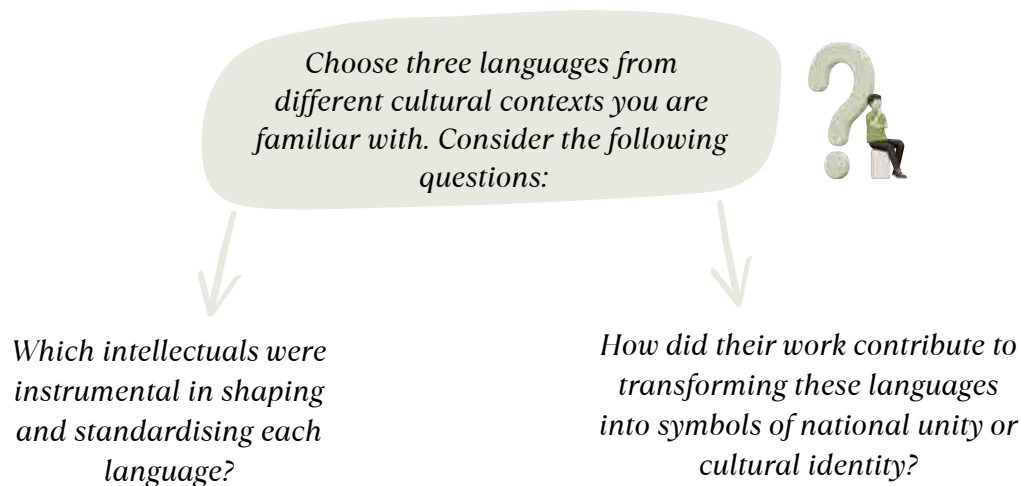 Choose three languages from
different cultural contexts you are
familiar with. Consider the following
questions:
Which intellectuals were
instrumental in shaping
and standardising each
language?
How did their work contribute to
transforming these languages
into symbols of national unity or
cultural identity?